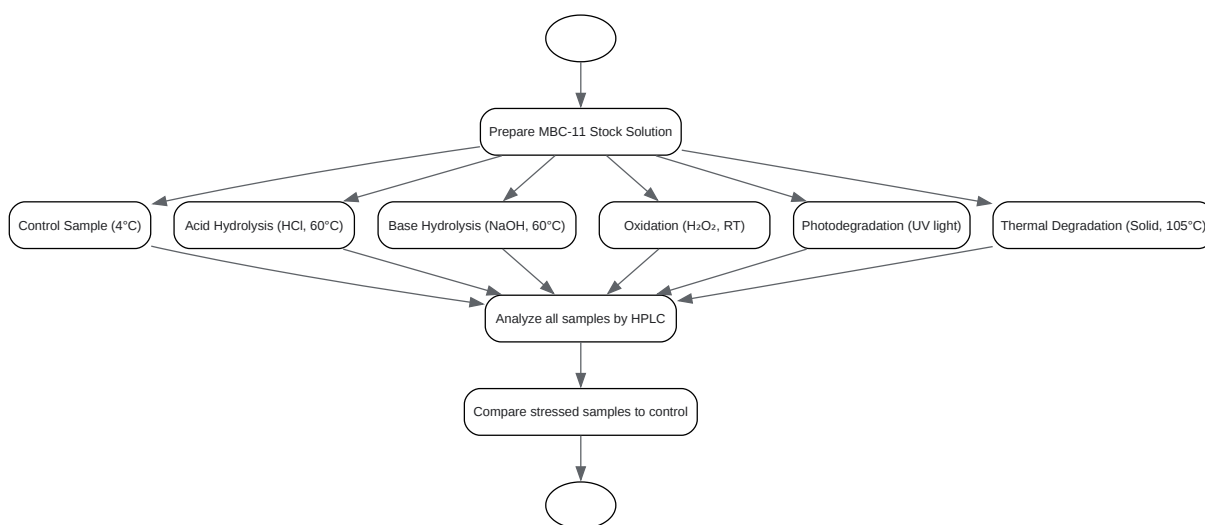 Prepare MBC-11 Stock Solution
Control Sample (4°C)
Acid Hydrolysis (HCl, 60°C)
Base Hydrolysis (NaOH, 60°C)
Oxidation (H₂O₂, RT)
Photodegradation (UV light)
Thermal Degradation (Solid, 105°C)
Analyze all samples by HPLC
Compare stressed samples to control